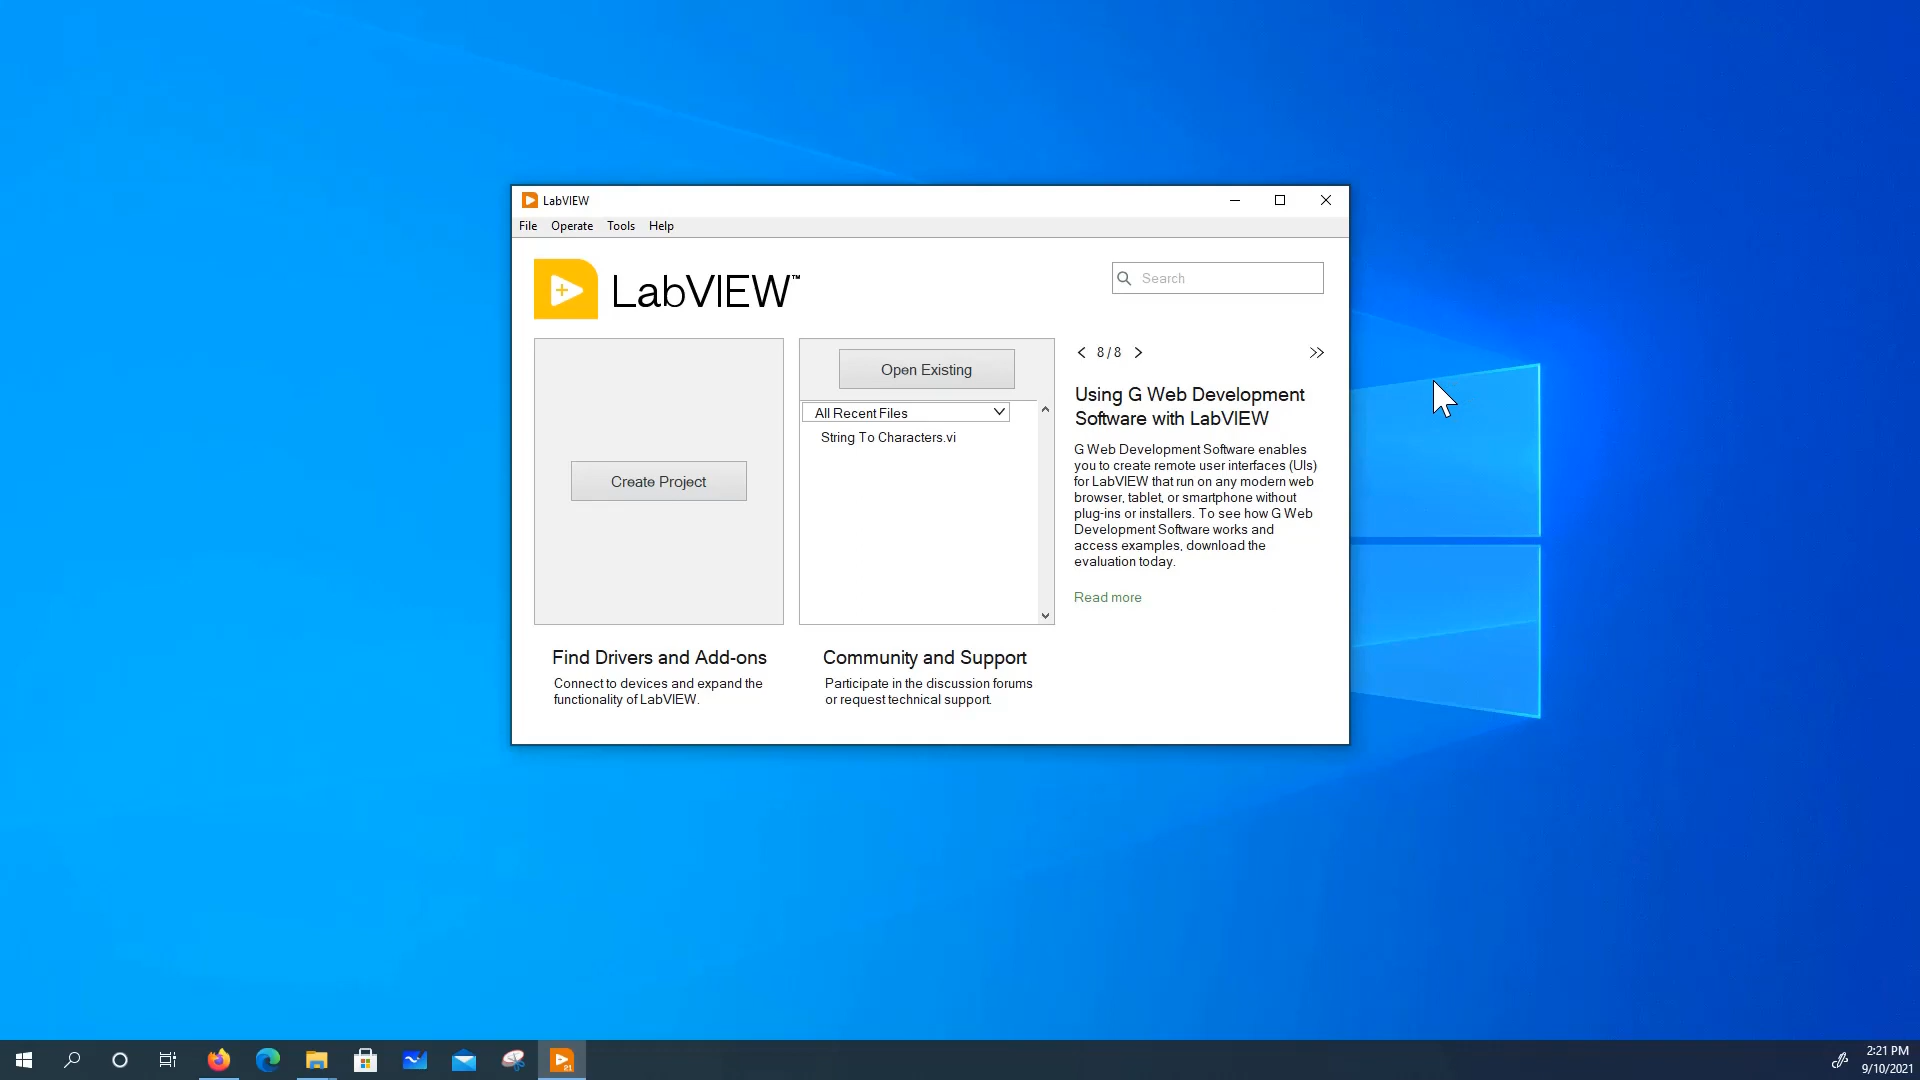 LabVIEW
File Operate Tools Help
LabVIEW™
Search
Create Project
Open Existing
All Recent Files
String To Characters.vi
8/8
Using G Web Development
Software with LabVIEW
G Web Development Software enables
you to create remote user interfaces (UIs)
for LabVIEW that run on any modern web
browser, tablet, or smartphone without
plug-ins or installers. To see how G Web
Development Software works and
access examples, download the
evaluation today.
Read more
Find Drivers and Add-ons
Connect to devices and expand the
functionality of LabVIEW.
Community and Support
Participate in the discussion forums
or request technical support.
2:21 PM
9/10/2021